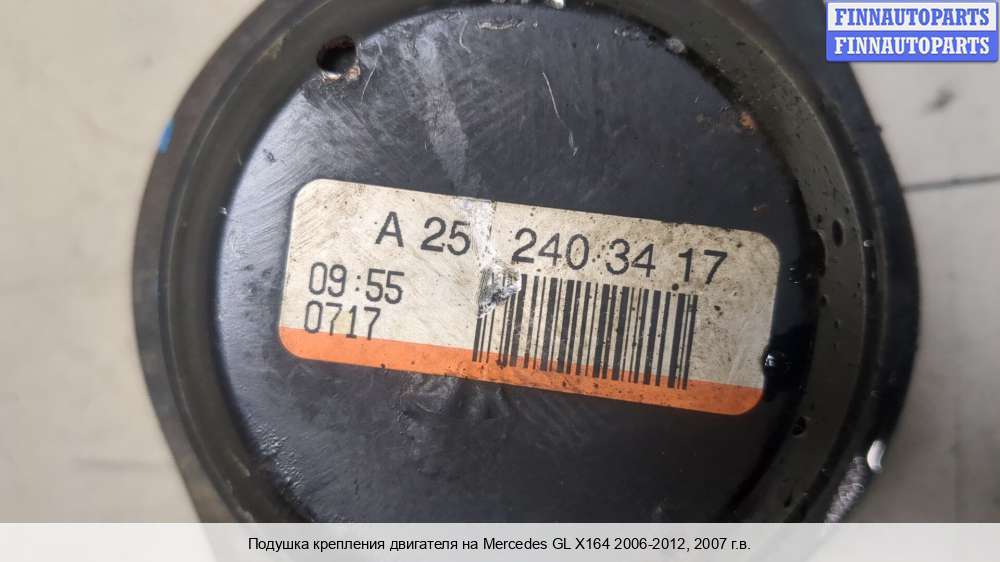 FINNAUTOPARTS
FINNAUTOPARTS
A 25 240 34 17
09:55
0717
Подушка крепления двигателя на Mercedes GL X164 2006-2012, 2007 г.в.